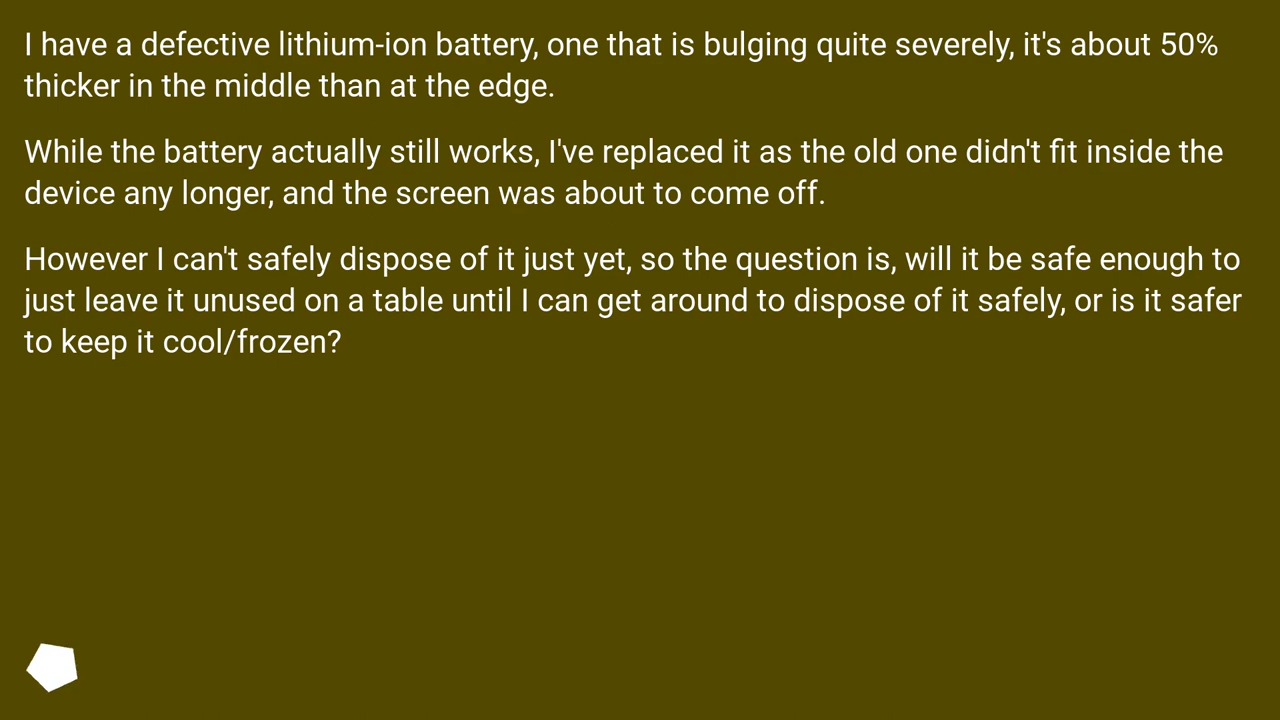 I have a defective lithium-ion battery, one that is bulging quite severely, it's about 50%
thicker in the middle than at the edge.
While the battery actually still works, I've replaced it as the old one didn't fit inside the
device any longer, and the screen was about to come off.
However I can't safely dispose of it just yet, so the question is, will it be safe enough to
just leave it unused on a table until I can get around to dispose of it safely, or is it safer
to keep it cool/frozen?